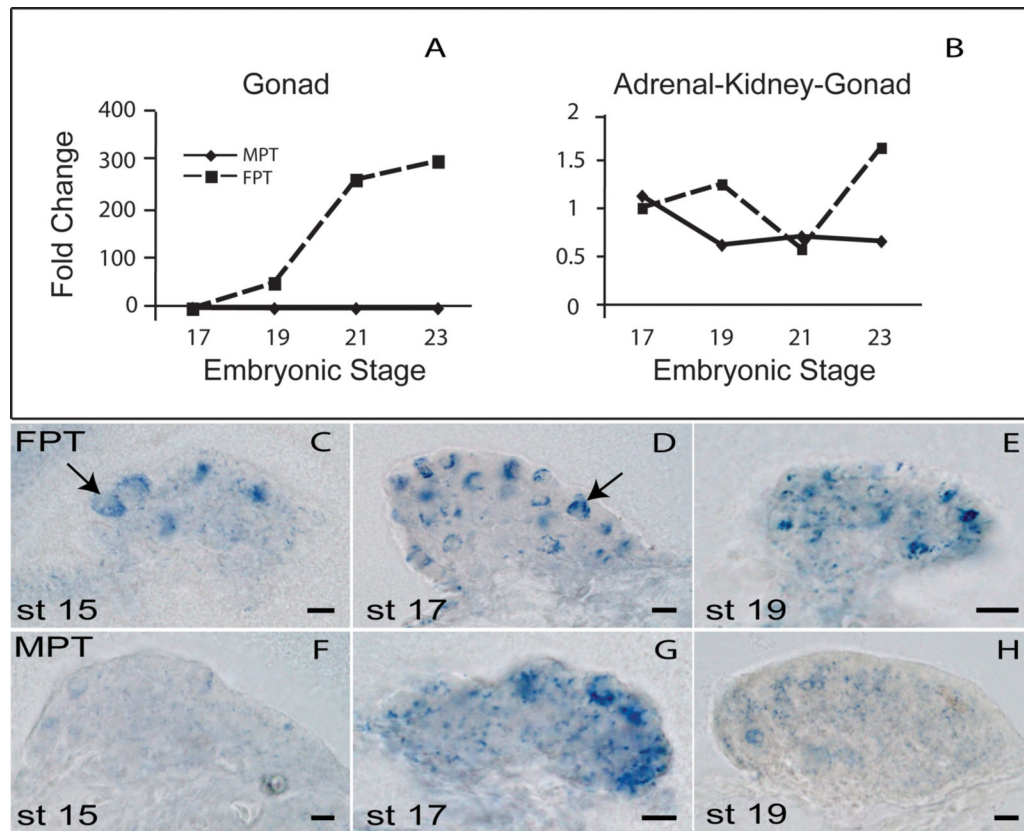 A
B
Gonad
Adrenal-Kidney-Gonad
Fold Change
400
300
200
100
0
MPT
FPT
17 19 21 23
Embryonic Stage
2
1.5
1
0.5
0
17 19 21 23
Embryonic Stage
FPT C
st 15
D
st 17
E
st 19
MPT F
st 15
G
st 17
H
st 19